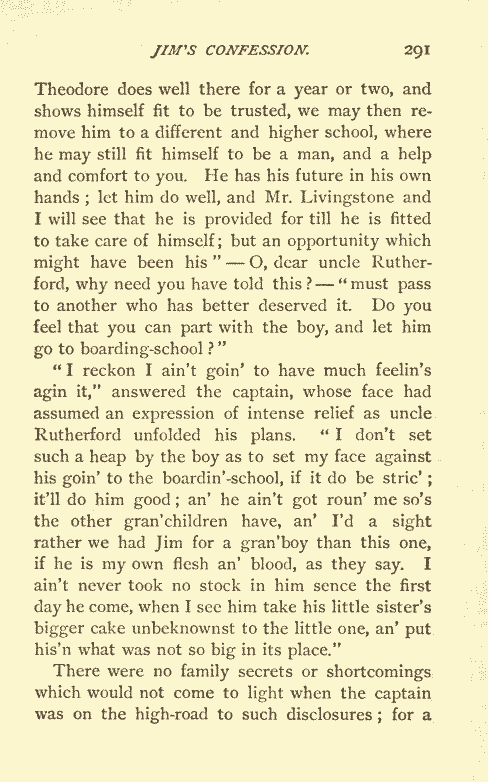 JIM'S CONFESSION. 291
Theodore does well there for a year or two, and
shows himself fit to be trusted, we may then re-
move him to a different and higher school, where
he may still fit himself to be a man, and a help
and comfort to you. He has his future in his own
hands ; let him do well, and Mr. Livingstone and
I will see that he is provided for till he is fitted
to take care of himself; but an opportunity which
might have been his " — O, dear uncle Ruther-
ford, why need you have told this ? — " must pass
to another who has better deserved it. Do you
feel that you can part with the boy, and let him
go to boarding-school ? "
" I reckon I ain't goin' to have much feelin's
agin it," answered the captain, whose face had
assumed an expression of intense relief as uncle
Rutherford unfolded his plans. " I don't set
such a heap by the boy as to set my face against
his goin' to the boardin'-school, if it do be stric' ;
it'll do him good ; an' he ain't got roun' me so's
the other gran'children have, an' I'd a sight
rather we had Jim for a gran'boy than this one,
if he is my own flesh an' blood, as they say. I
ain't never took no stock in him sence the first
day he come, when I see him take his little sister's
bigger cake unbeknownst to the little one, an' put
his'n what was not so big in its place."
There were no family secrets or shortcomings
which would not come to light when the captain
was on the high-road to such disclosures ; for a